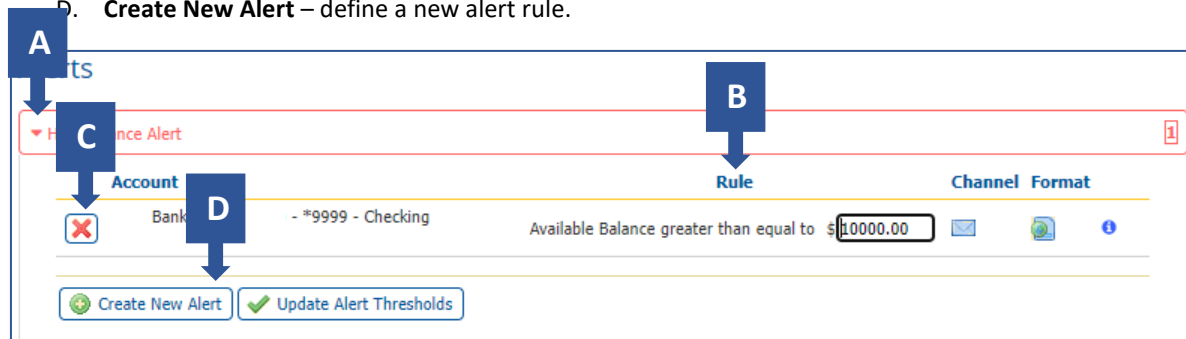 D. Create New Alert – define a new alert rule.
A
rts
B
C
nce Alert
1
Account
Rule
Channel
Format
D
Bank
- *9999 - Checking
Available Balance greater than equal to $ 10000.00
Create New Alert
Update Alert Thresholds